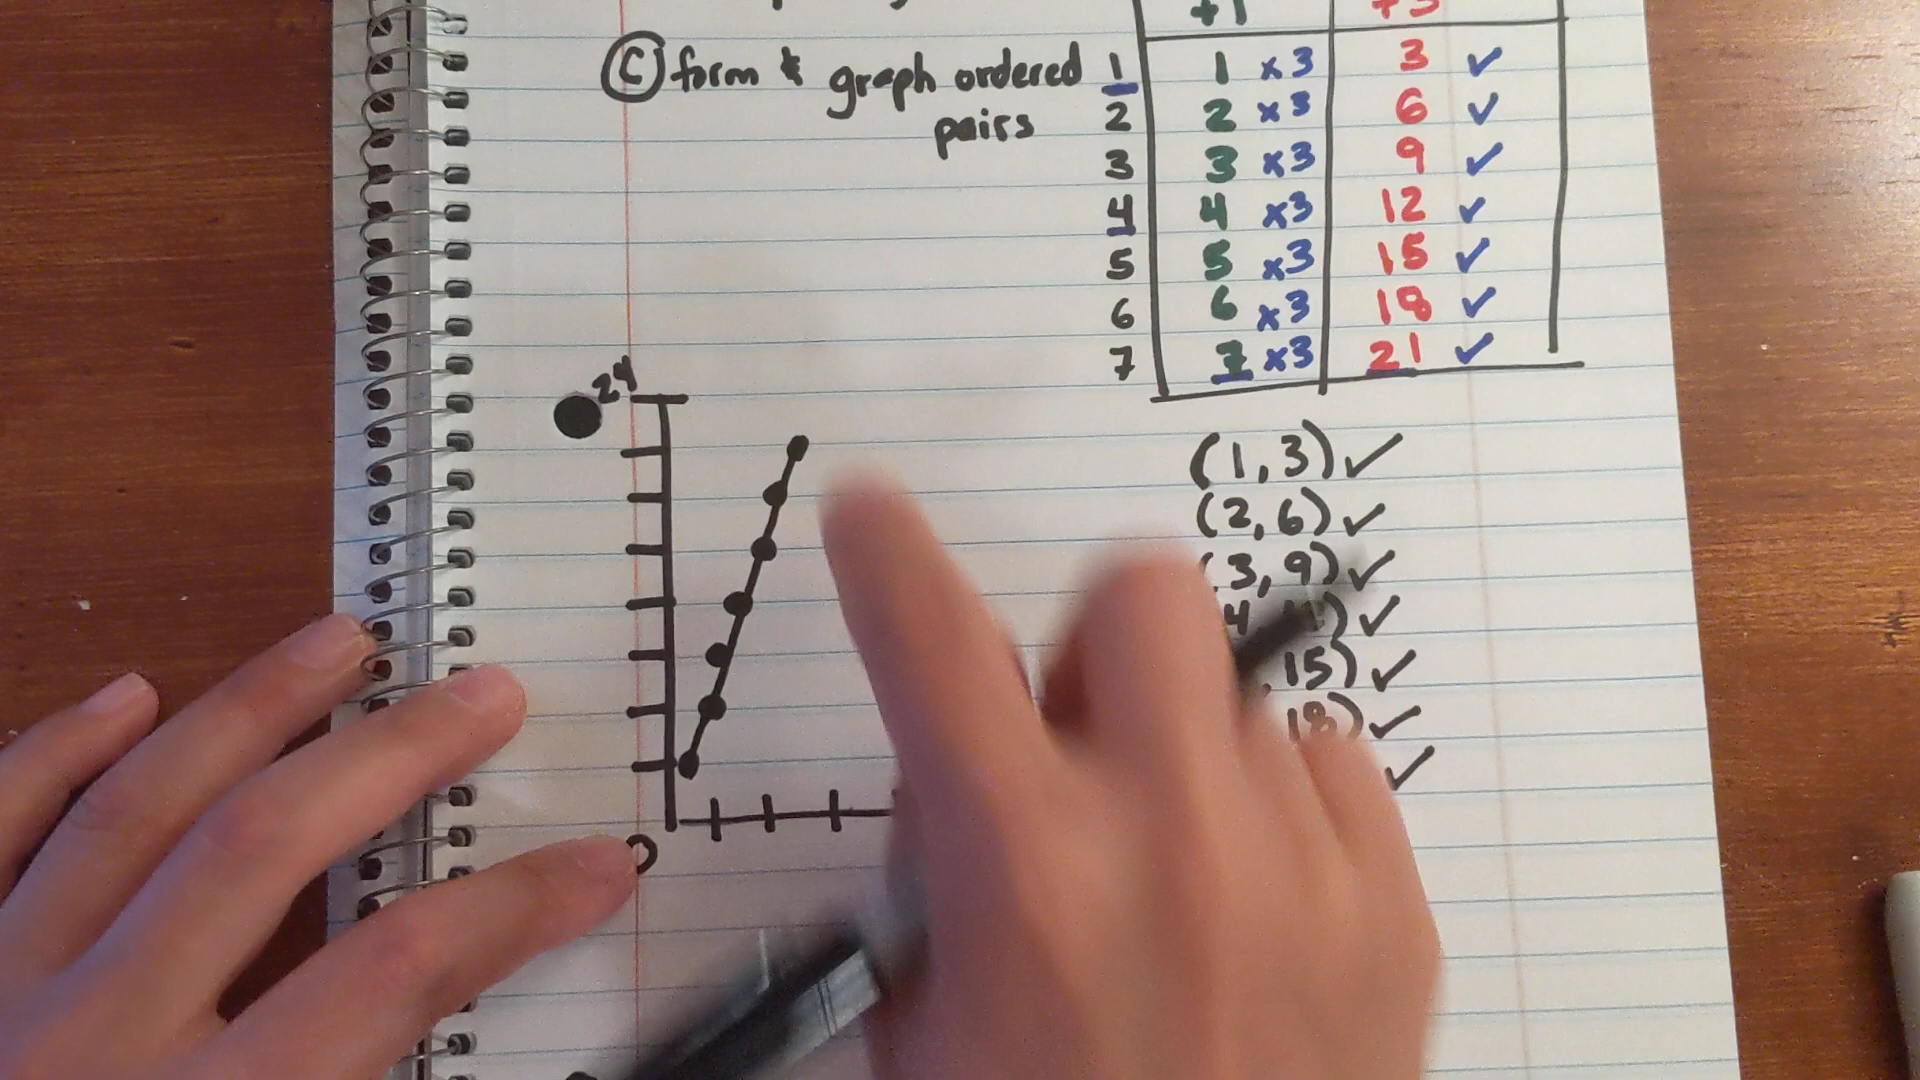 +1 +3
© form & graph ordered
pairs
1 1 x3 3 ✓
2 2 x3 6 ✓
3 3 x3 9 ✓
4 4 x3 12 ✓
5 5 x3 15 ✓
6 6 x3 18 ✓
7 7 x3 21 ✓
24
0
(1,3) ✓
(2,6) ✓
3,9) ✓
4, ) ✓
,15) ✓
18) ✓
✓